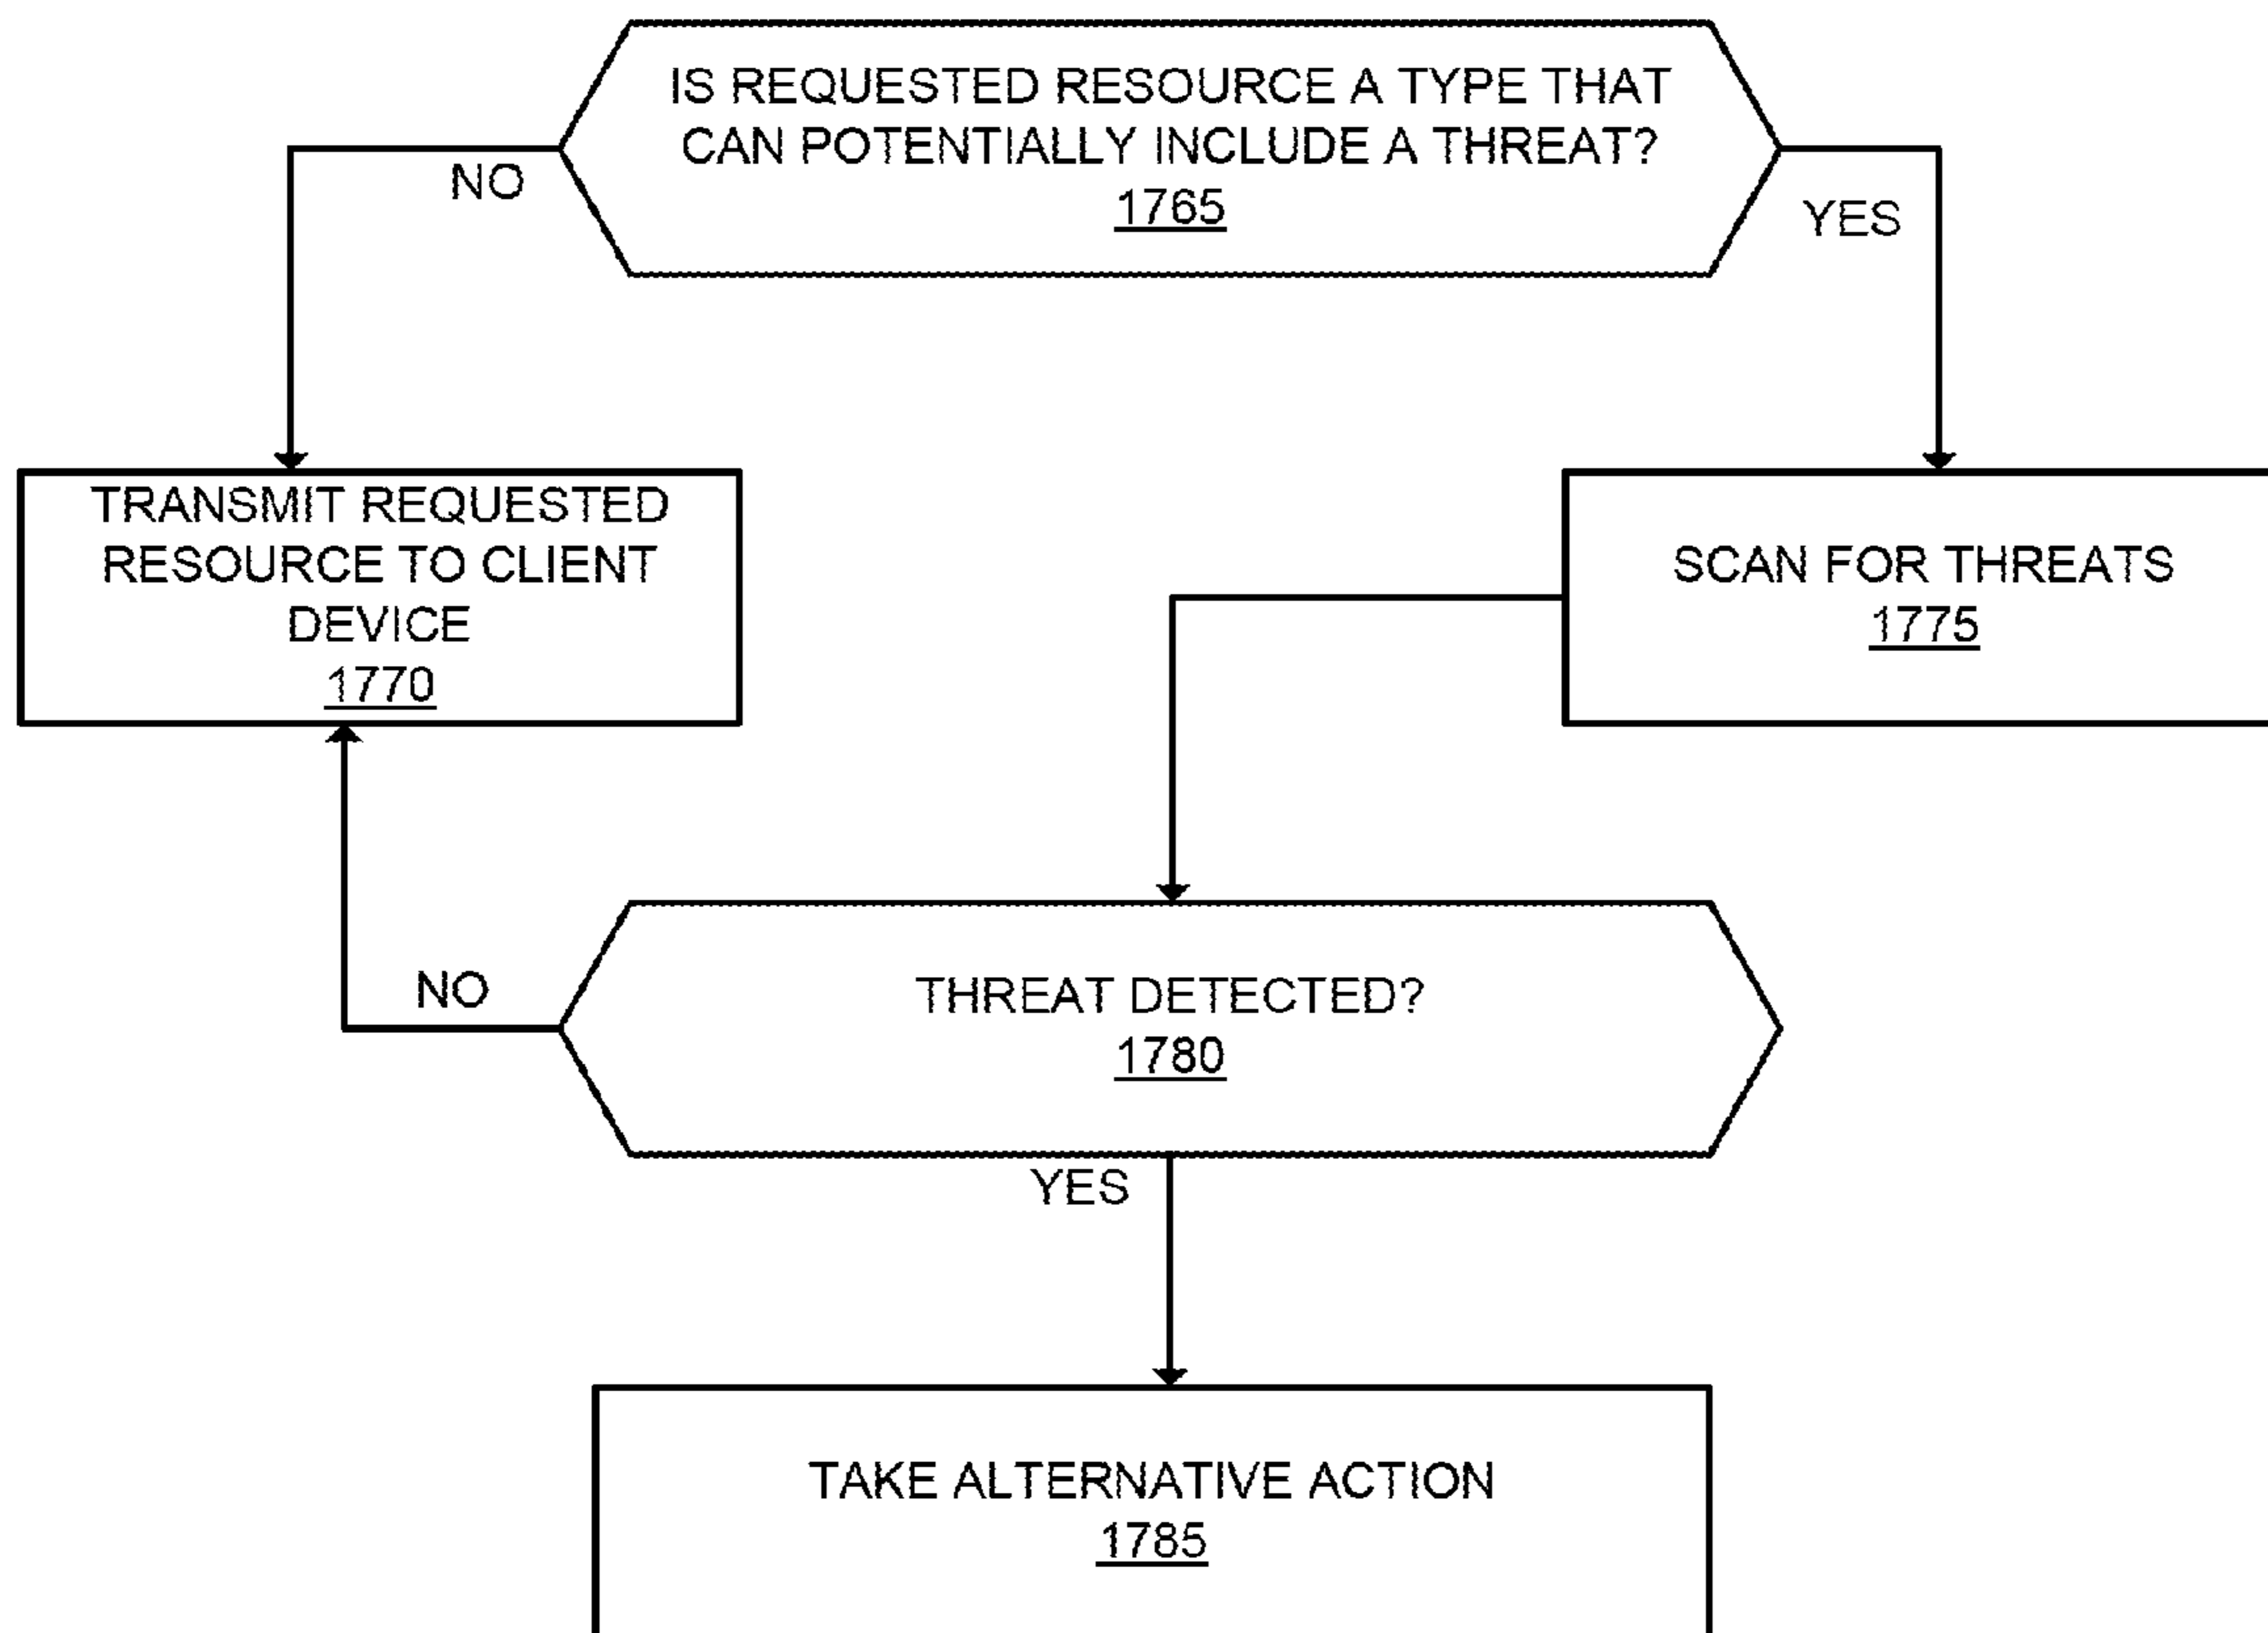 IS REQUESTED RESOURCE A TYPE THAT
CAN POTENTIALLY INCLUDE A THREAT?
1765
NO
YES
TRANSMIT REQUESTED
RESOURCE TO CLIENT
DEVICE
1770
SCAN FOR THREATS
1775
NO
THREAT DETECTED?
1780
YES
TAKE ALTERNATIVE ACTION
1785